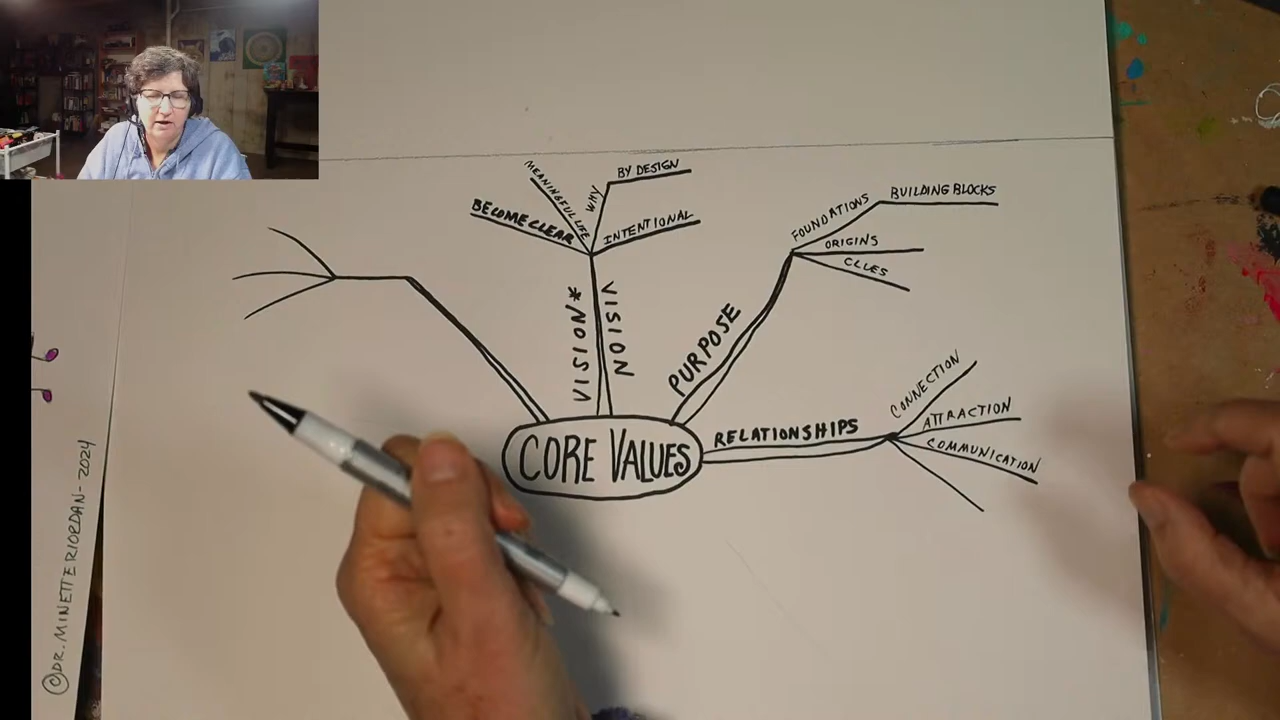 BY DESIGN
MEANINGFUL LIFE
WHY
BECOME CLEAR
INTENTIONAL
VISION*
VISION
BUILDING BLOCKS
FOUNDATIONS
ORIGINS
CLUES
PURPOSE
CONNECTION
ATTRACTION
COMMUNICATION
RELATIONSHIPS
CORE VALUES
©DR. MINETTE RIORDAN - 2024